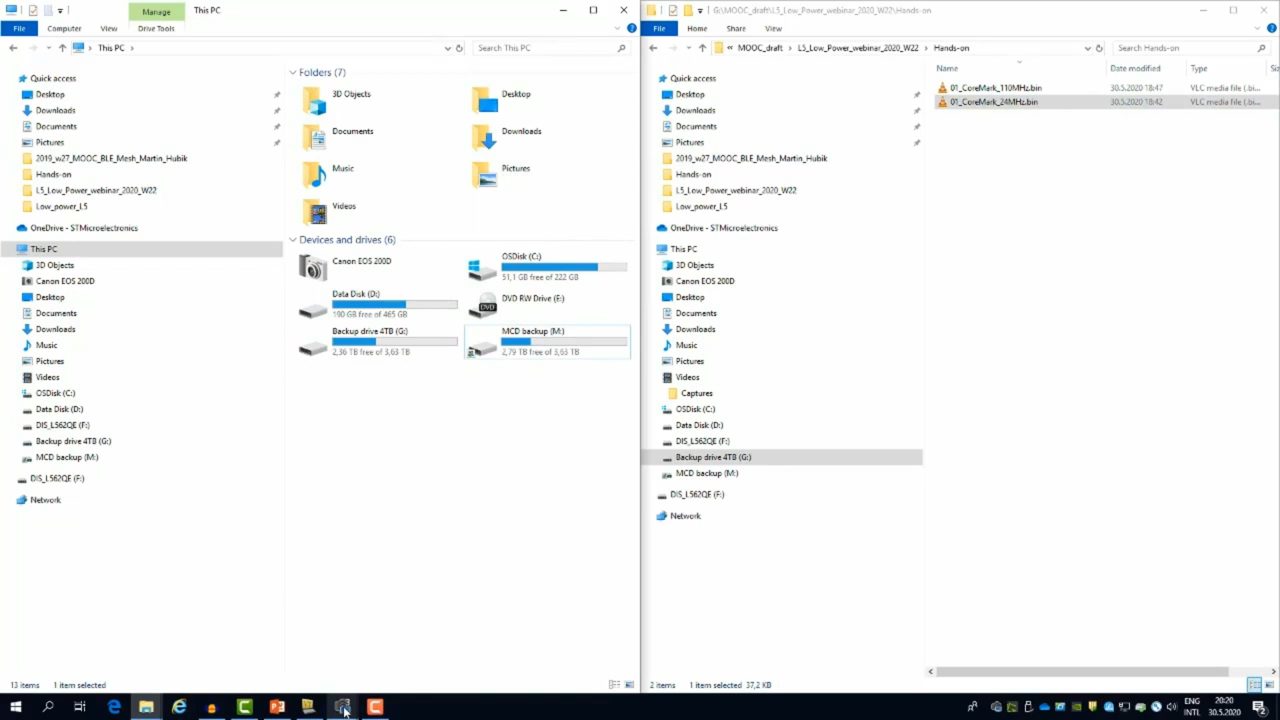 Manage
This PC
File
Computer
View
Drive Tools
This PC
Search This PC
Quick access
Desktop
Downloads
Documents
Pictures
2019_w27_MOOC_BLE_Mesh_Martin_Hubik
Hands-on
L5_Low_Power_webinar_2020_W22
Low_power_L5
OneDrive - STMicroelectronics
This PC
3D Objects
Canon EOS 200D
Desktop
Documents
Downloads
Music
Pictures
Videos
OSDisk (C:)
Data Disk (D:)
DIS_L562QE (F:)
Backup drive 4TB (G:)
MCD backup (M:)
DIS_L562QE (F:)
Network
Folders (7)
3D Objects
Desktop
Documents
Downloads
Music
Pictures
Videos
Devices and drives (6)
Canon EOS 200D
OSDisk (C:)
51,1 GB free of 222 GB
Data Disk (D:)
190 GB free of 465 GB
DVD RW Drive (E:)
Backup drive 4TB (G:)
2,36 TB free of 3,63 TB
MCD backup (M:)
2,79 TB free of 3,63 TB
13 items
1 item selected
G:\MOOC_draft\L5_Low_Power_webinar_2020_W22\Hands-on
File
Home
Share
View
« MOOC_draft › L5_Low_Power_webinar_2020_W22 › Hands-on
Search Hands-on
Quick access
Desktop
Downloads
Documents
Pictures
2019_w27_MOOC_BLE_Mesh_Martin_Hubik
Hands-on
L5_Low_Power_webinar_2020_W22
Low_power_L5
OneDrive - STMicroelectronics
This PC
3D Objects
Canon EOS 200D
Desktop
Documents
Downloads
Music
Pictures
Videos
Captures
OSDisk (C:)
Data Disk (D:)
DIS_L562QE (F:)
Backup drive 4TB (G:)
MCD backup (M:)
DIS_L562QE (F:)
Network
Name Date modified Type Siz
01_CoreMark_110MHz.bin 30.5.2020 18:47 VLC media file (.bi...
01_CoreMark_24MHz.bin 30.5.2020 18:42 VLC media file (.bi...
2 items
1 item selected 37,2 KB
ENG
INTL
20:20
30.5.2020
2